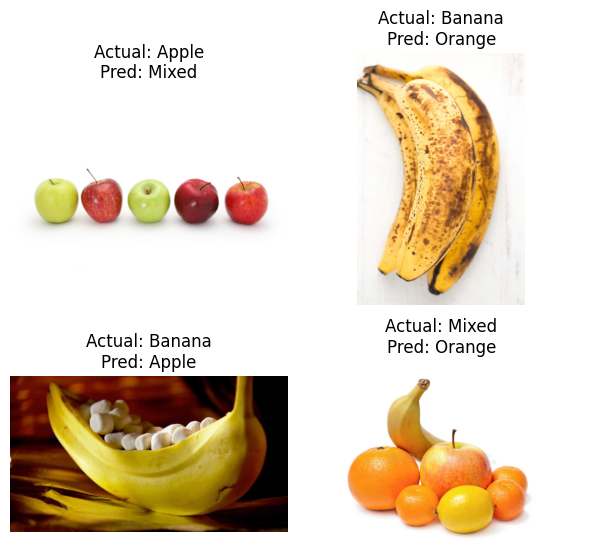 Actual: Apple
Pred: Mixed
Actual: Banana
Pred: Orange
Actual: Banana
Pred: Apple
Actual: Mixed
Pred: Orange